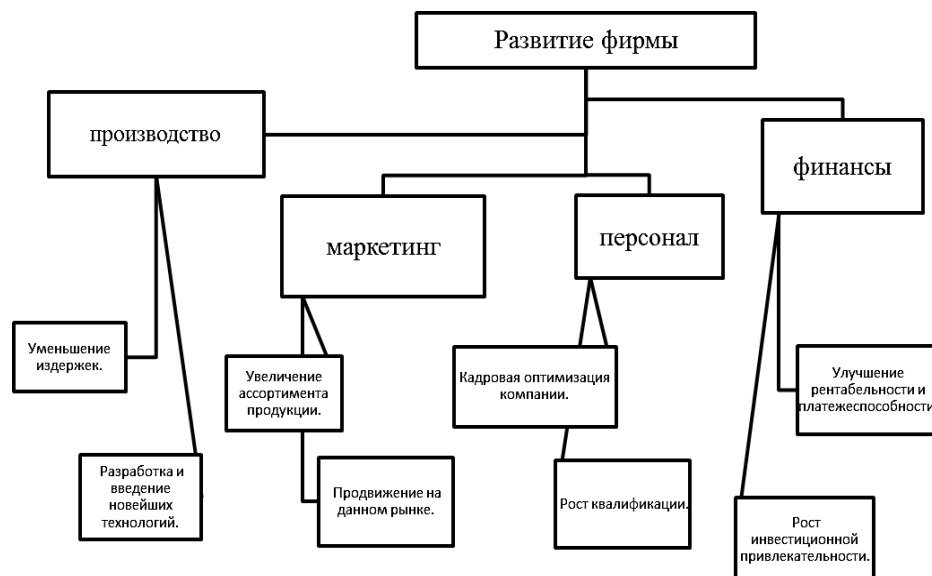 Развитие фирмы
производство
финансы
маркетинг
персонал
Уменьшение
издержек.
Увеличение
ассортимента
продукции.
Кадровая оптимизация
компании.
Улучшение
рентабельности и
платежеспособности
Разработка и
введение
новейших
технологий.
Продвижение на
данном рынке.
Рост квалификации.
Рост
инвестиционной
привлекательности.